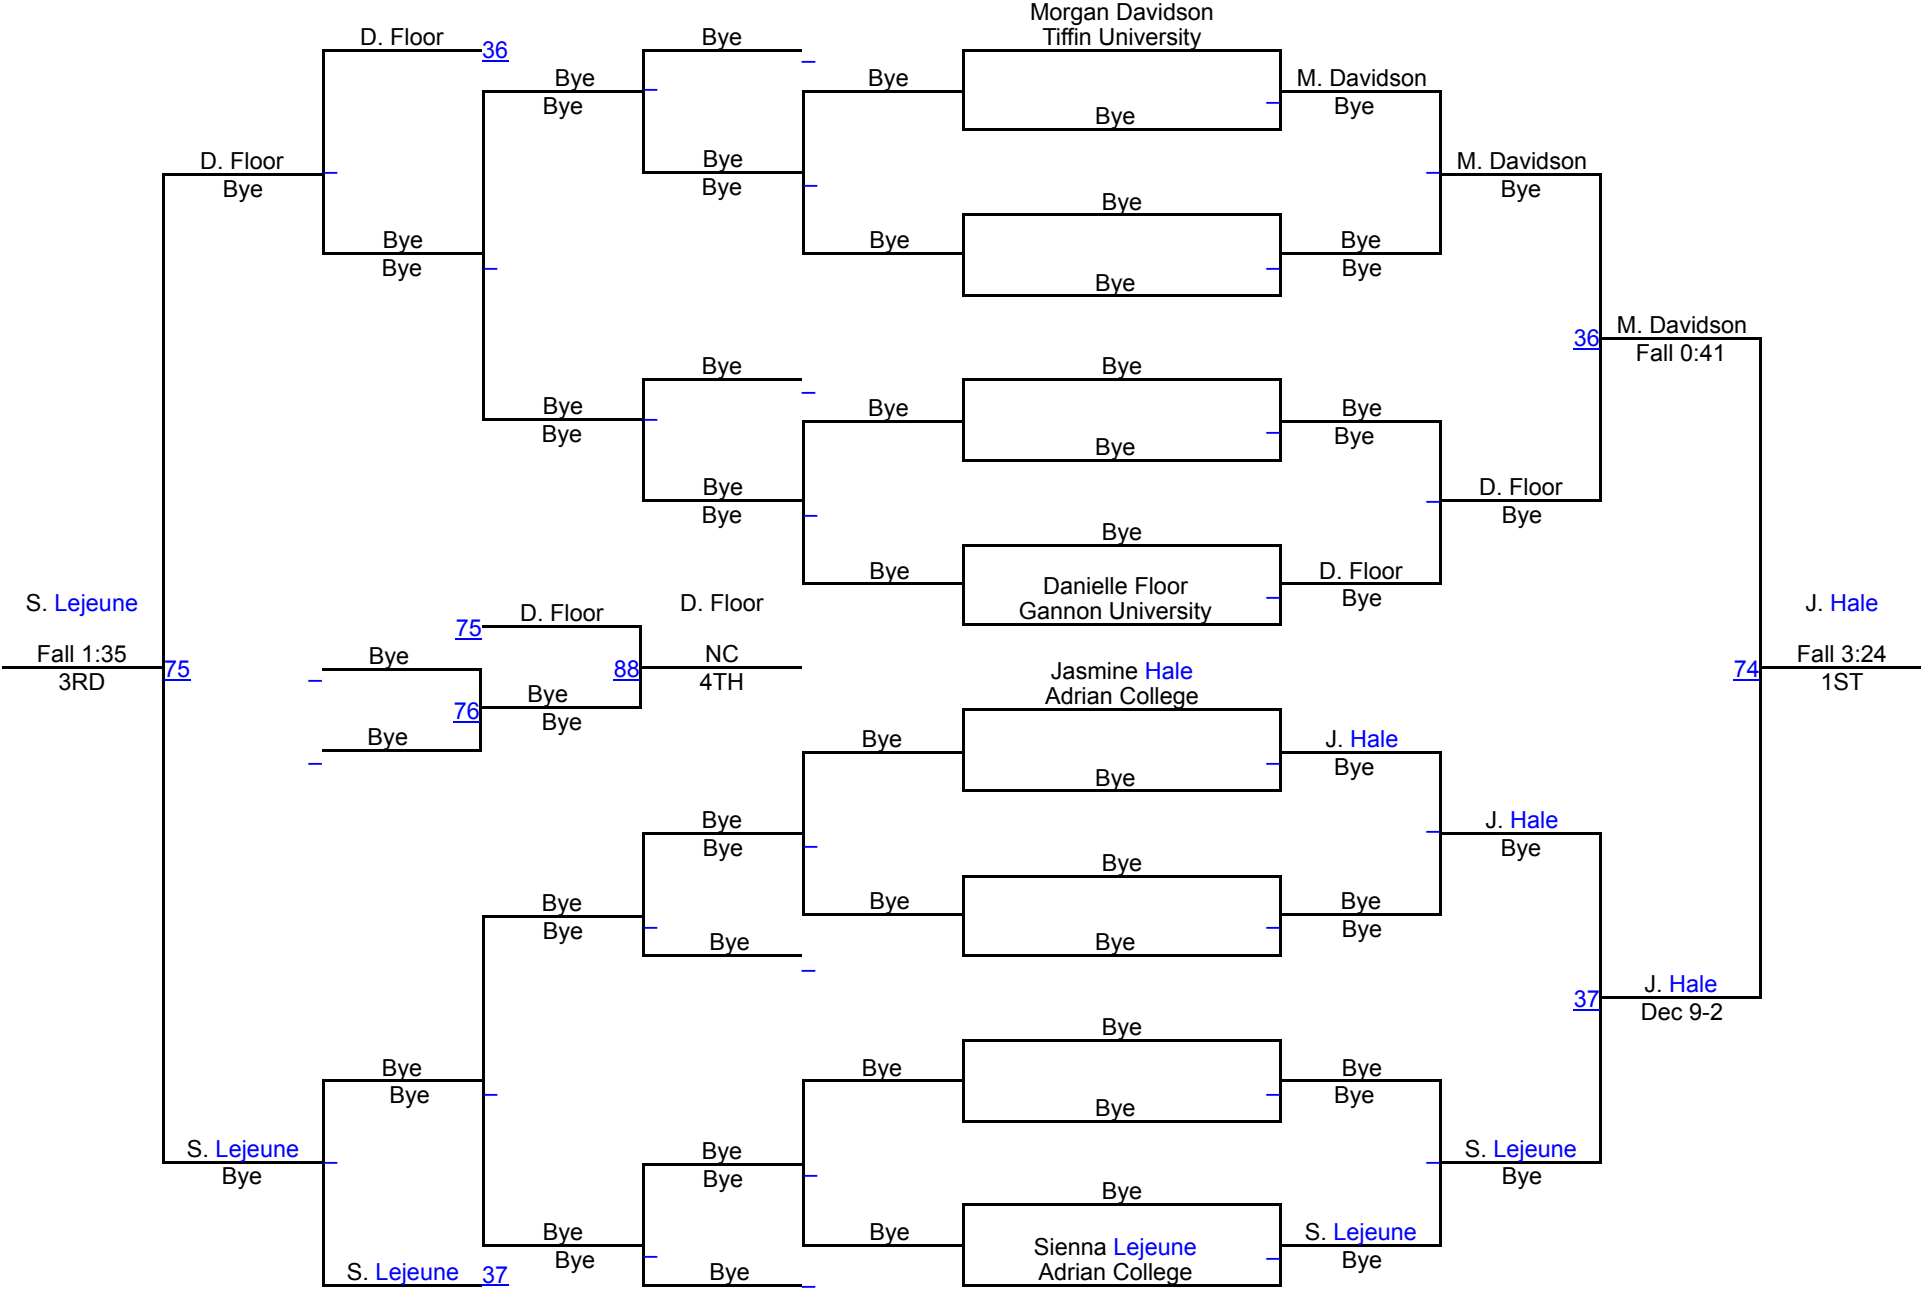 Morgan Davidson
D. Floor
36
Bye
Tiffin University
Bye
Bye
Bye
M. Davidson
Bye
Bye
Bye
D. Floor
Bye
Bye
Bye
M. Davidson
Bye
Bye
Bye
Bye
Bye
Bye
Bye
Bye
Bye
Bye
36
M. Davidson
Fall 0:41
Bye
Bye
Bye
Bye
Bye
Bye
Bye
Bye
Bye
Bye
D. Floor
Bye
Bye
Bye
Bye
D. Floor
Danielle Floor
Bye
Gannon University
S. Lejeune
D. Floor
D. Floor
J. Hale
75
Fall 1:35
75
3RD
Bye
88
NC
4TH
Jasmine Hale
Adrian College
74
Fall 3:24
1ST
76
Bye
Bye
Bye
Bye
J. Hale
Bye
Bye
Bye
Bye
J. Hale
Bye
Bye
Bye
Bye
Bye
Bye
Bye
Bye
Bye
Bye
37
J. Hale
Dec 9-2
Bye
Bye
Bye
Bye
Bye
Bye
Bye
S. Lejeune
Bye
Bye
Bye
S. Lejeune
Bye
Bye
Bye
Bye
Bye
Sienna Lejeune
Adrian College
S. Lejeune
Bye
S. Lejeune
37
Bye